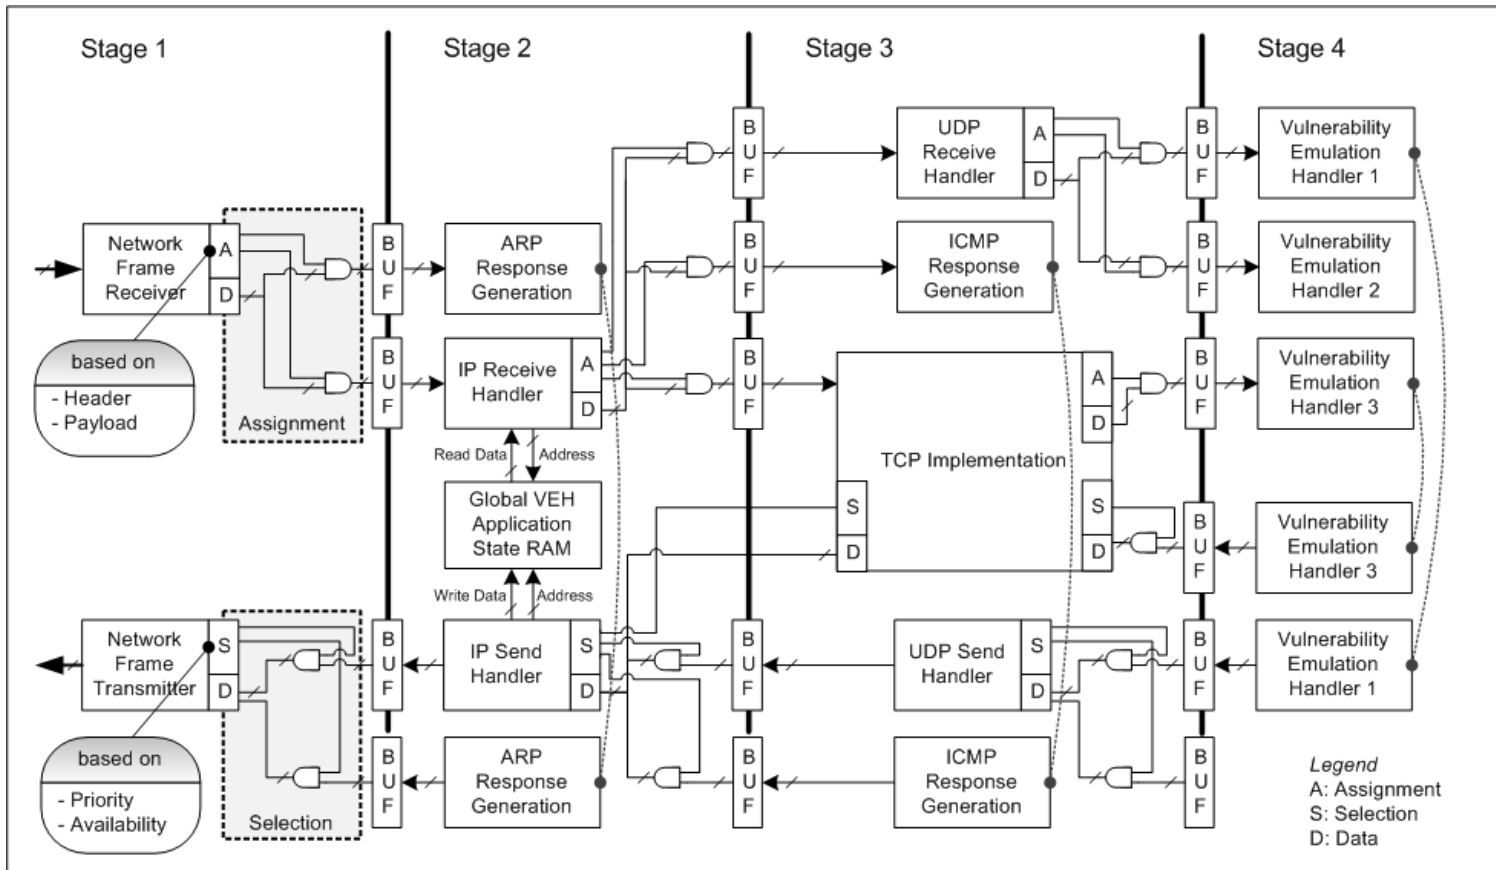 Stage 1
Stage 2
Stage 3
Stage 4
B
U
F
UDP
Receive
Handler
A
D
B
U
F
Vulnerability
Emulation
Handler 1
Network
Frame
Receiver
A
D
B
U
F
ARP
Response
Generation
B
U
F
ICMP
Response
Generation
B
U
F
Vulnerability
Emulation
Handler 2
based on
- Header
- Payload
Assignment
B
U
F
IP Receive
Handler
A
D
B
U
F
TCP Implementation
A
D
S
D
S
D
B
U
F
Vulnerability
Emulation
Handler 3
Read Data
Address
Global VEH
Application
State RAM
Write Data
Address
B
U
F
Vulnerability
Emulation
Handler 3
Network
Frame
Transmitter
S
D
B
U
F
IP Send
Handler
S
D
B
U
F
UDP Send
Handler
S
D
B
U
F
Vulnerability
Emulation
Handler 1
based on
- Priority
- Availability
Selection
B
U
F
ARP
Response
Generation
B
U
F
ICMP
Response
Generation
B
U
F
Legend
A: Assignment
S: Selection
D: Data